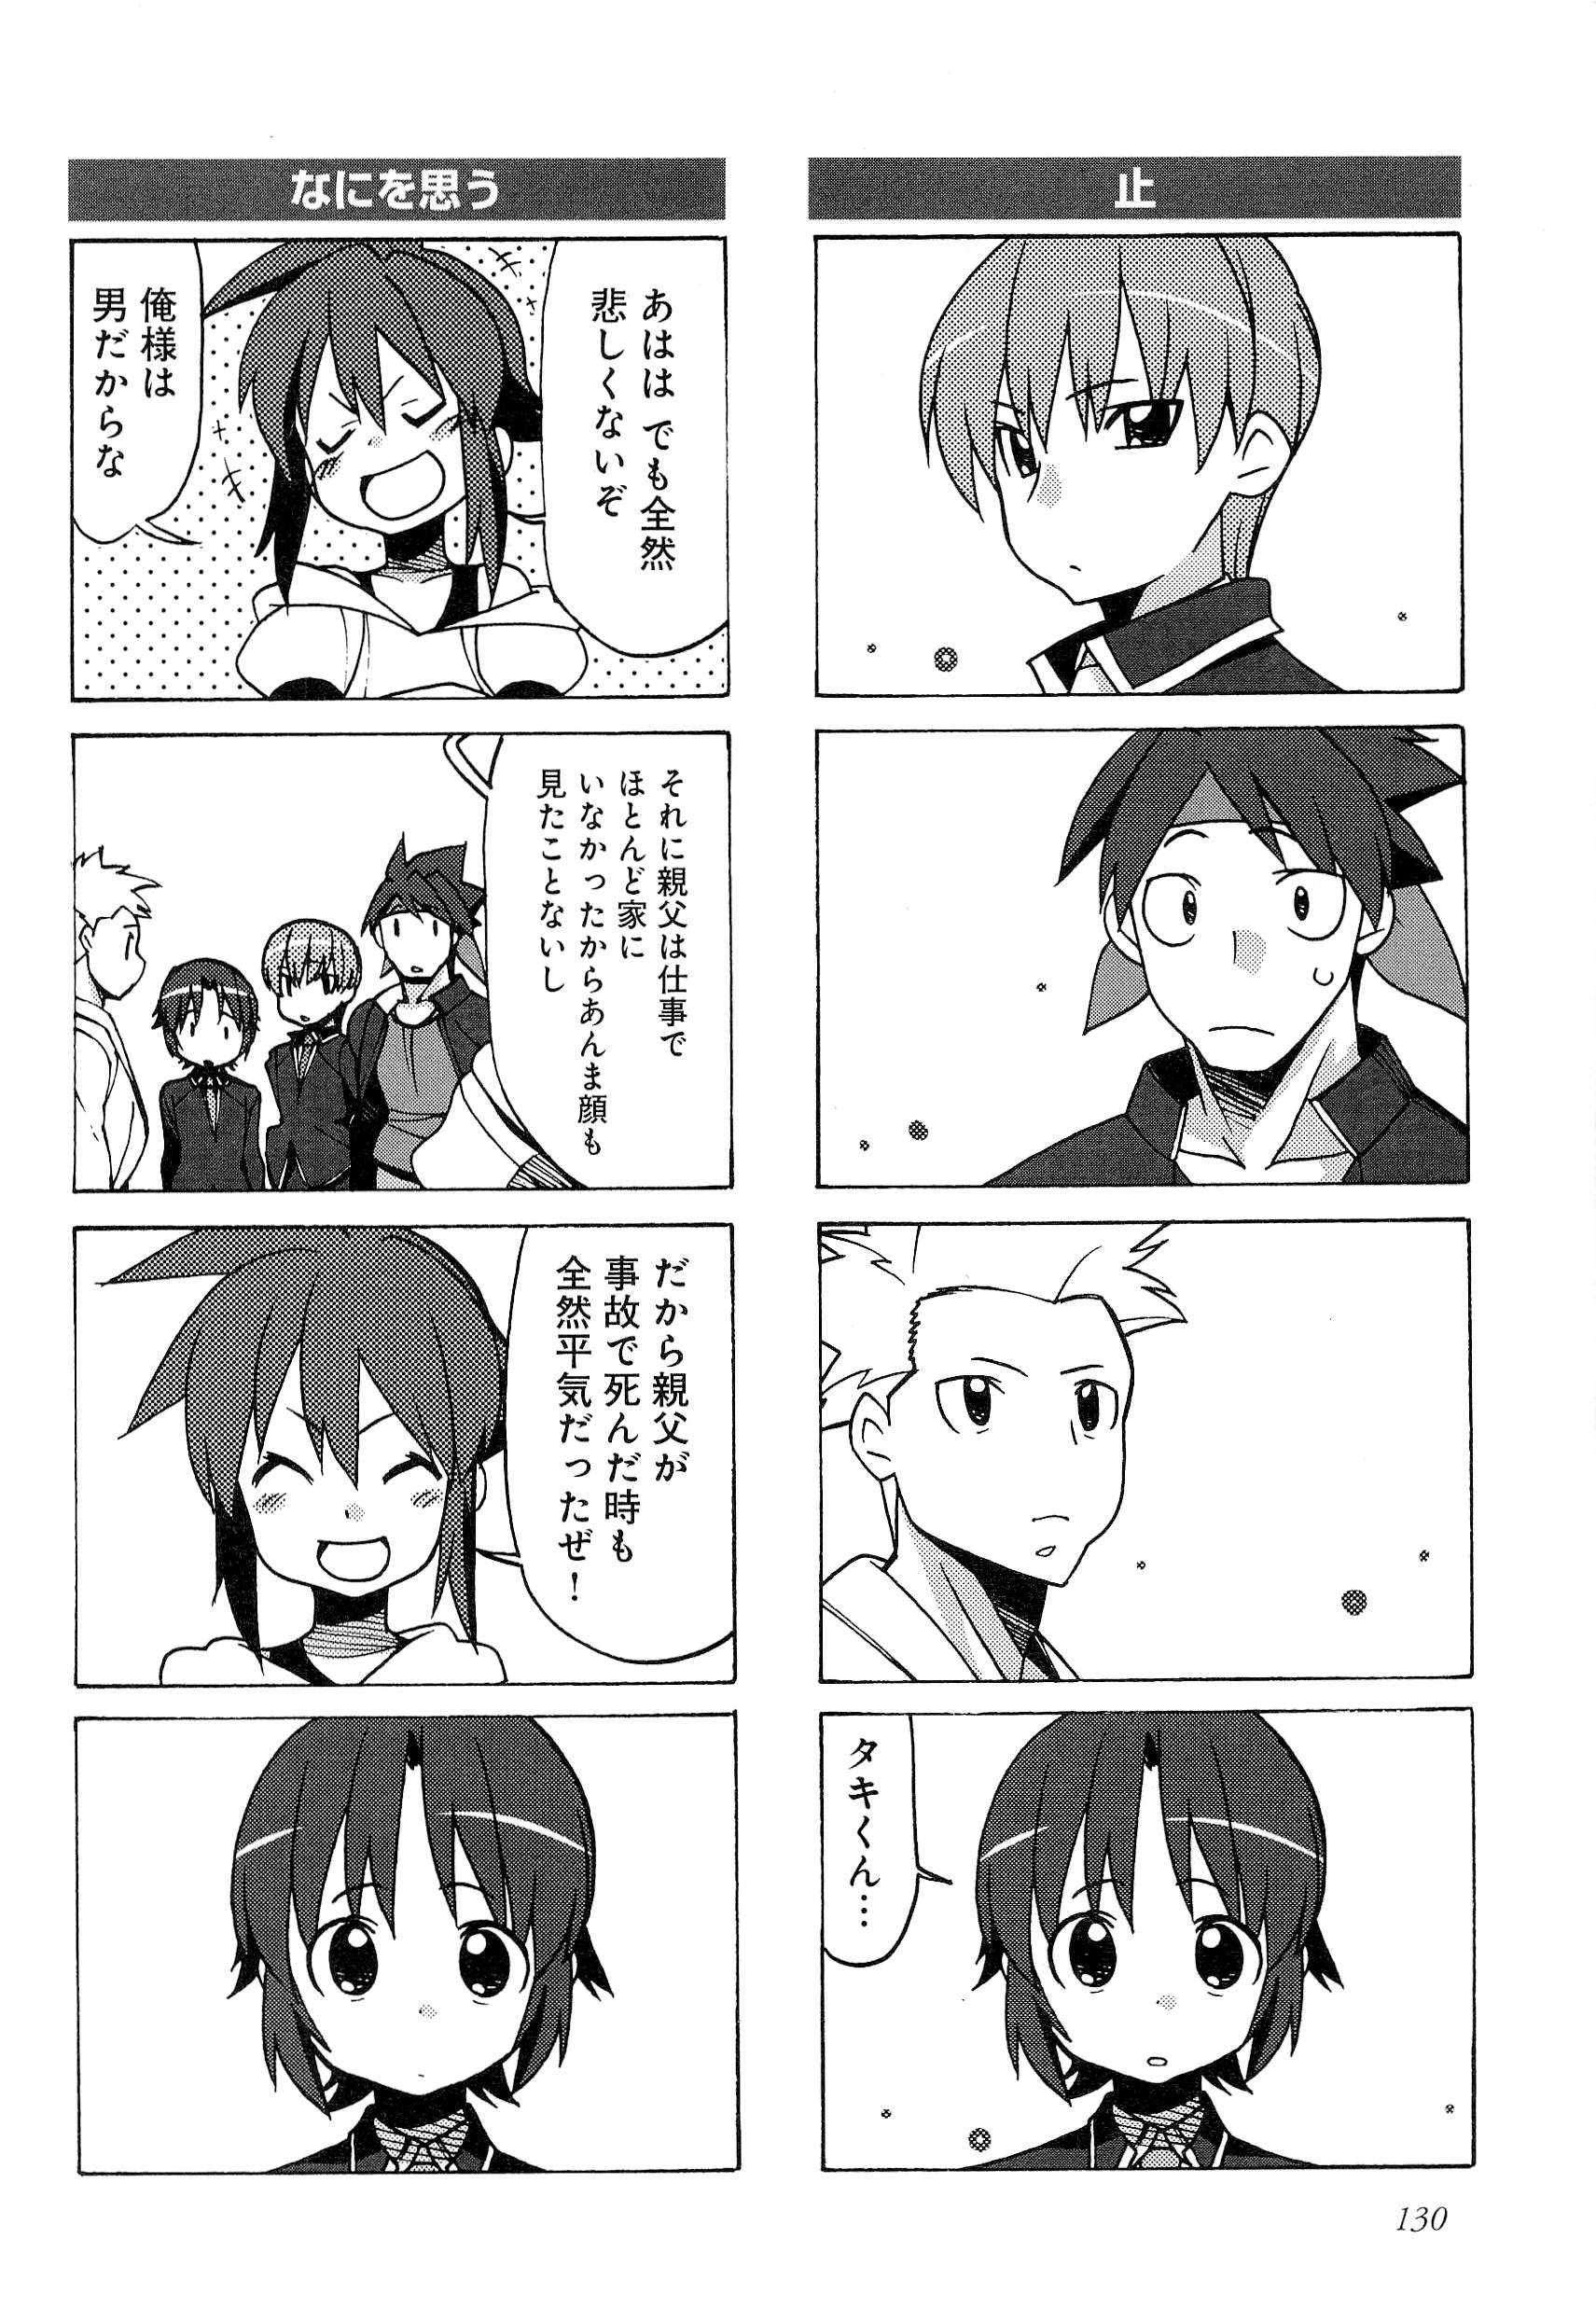 止
タキくん…
なにを思う
あはは でも全然
悲しくないぞ
俺様は
男だからな
それに親父は仕事で
ほとんど家に
いなかったからあんま顔も
見たことないし
だから親父が
事故で死んだ時も
全然平気だったぜ！
130